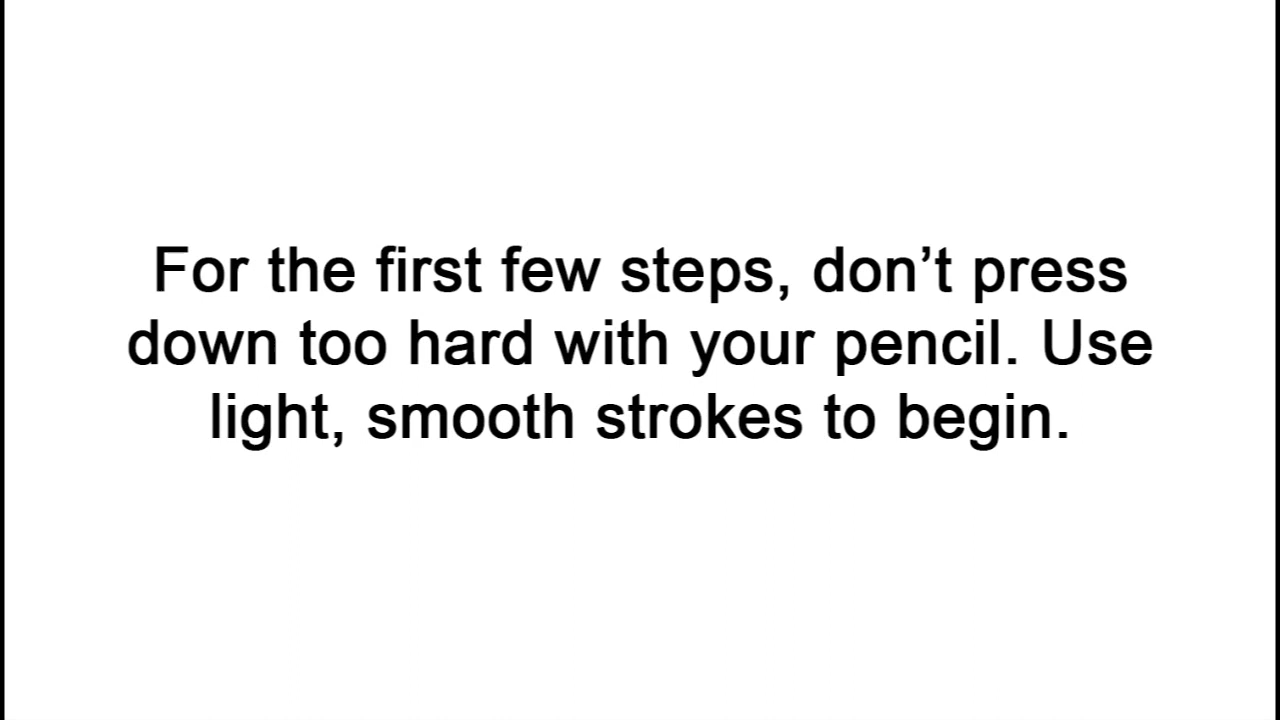 For the first few steps, don’t press
down too hard with your pencil. Use
light, smooth strokes to begin.